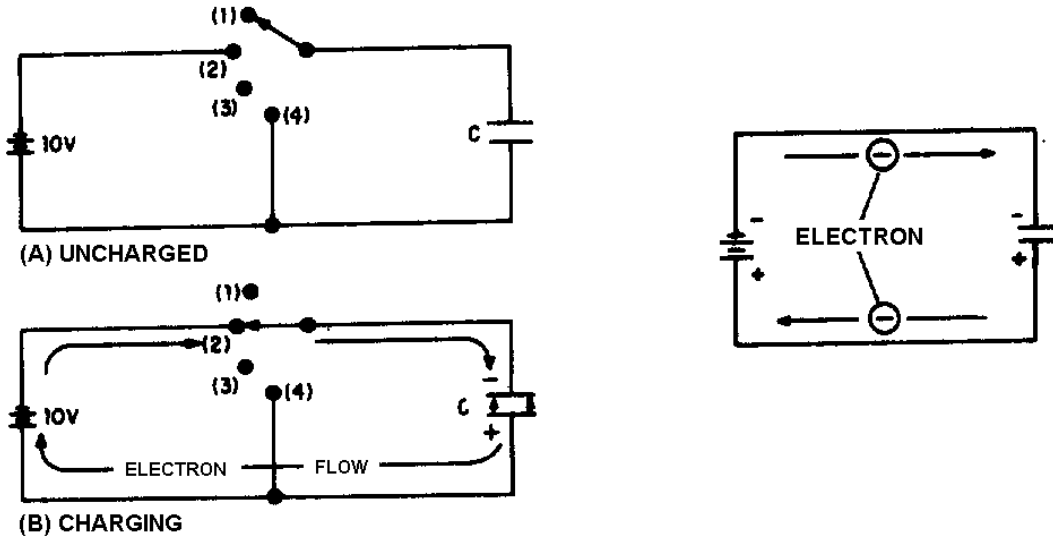 (1)
(2)
(3)
(4)
10V
C
(A) UNCHARGED
-
-
ELECTRON
+
+
-
-
(1)
(2)
(3)
(4)
10V
-
C
+
ELECTRON FLOW
(B) CHARGING